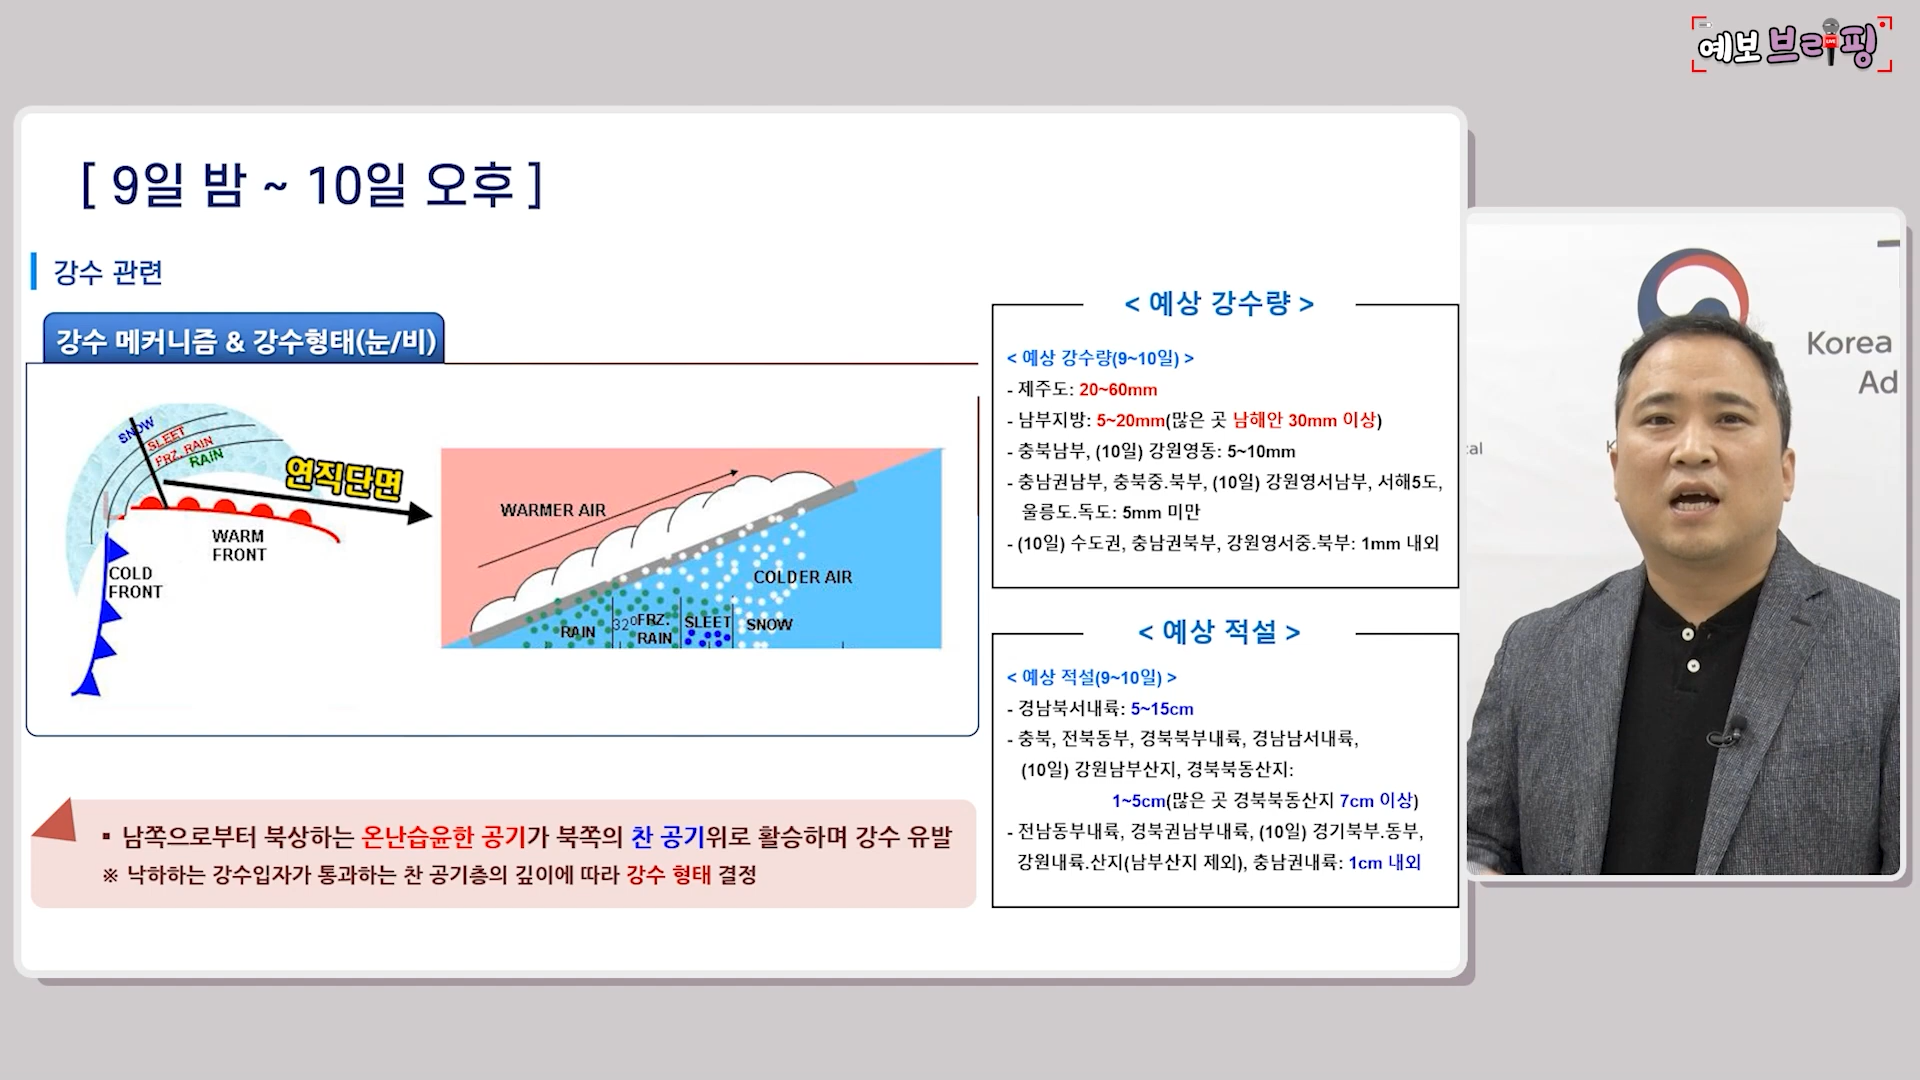 예보 브리핑
LIVE
[ 9일 밤 ~ 10일 오후 ]
강수 관련
강수 메커니즘 & 강수형태(눈/비)
SNOW
SLEET
FRZ. RAIN
RAIN
L
연직단면
WARM
FRONT
COLD
FRONT
WARMER AIR
COLDER AIR
RAIN
32°
FRZ.
RAIN
SLEET
SNOW
▪ 남쪽으로부터 북상하는 온난습윤한 공기가 북쪽의 찬 공기위로 활승하며 강수 유발
※ 낙하하는 강수입자가 통과하는 찬 공기층의 깊이에 따라 강수 형태 결정
< 예상 강수량 >
< 예상 강수량(9~10일) >
- 제주도: 20~60mm
- 남부지방: 5~20mm(많은 곳 남해안 30mm 이상)
- 충북남부, (10일) 강원영동: 5~10mm
- 충남권남부, 충북중.북부, (10일) 강원영서남부, 서해5도,
울릉도.독도: 5mm 미만
- (10일) 수도권, 충남권북부, 강원영서중.북부: 1mm 내외
< 예상 적설 >
< 예상 적설(9~10일) >
- 경남북서내륙: 5~15cm
- 충북, 전북동부, 경북북부내륙, 경남남서내륙,
(10일) 강원남부산지, 경북북동산지:
1~5cm(많은 곳 경북북동산지 7cm 이상)
- 전남동부내륙, 경북권남부내륙, (10일) 경기북부.동부,
강원내륙.산지(남부산지 제외), 충남권내륙: 1cm 내외
Korea
Ad
cal
K